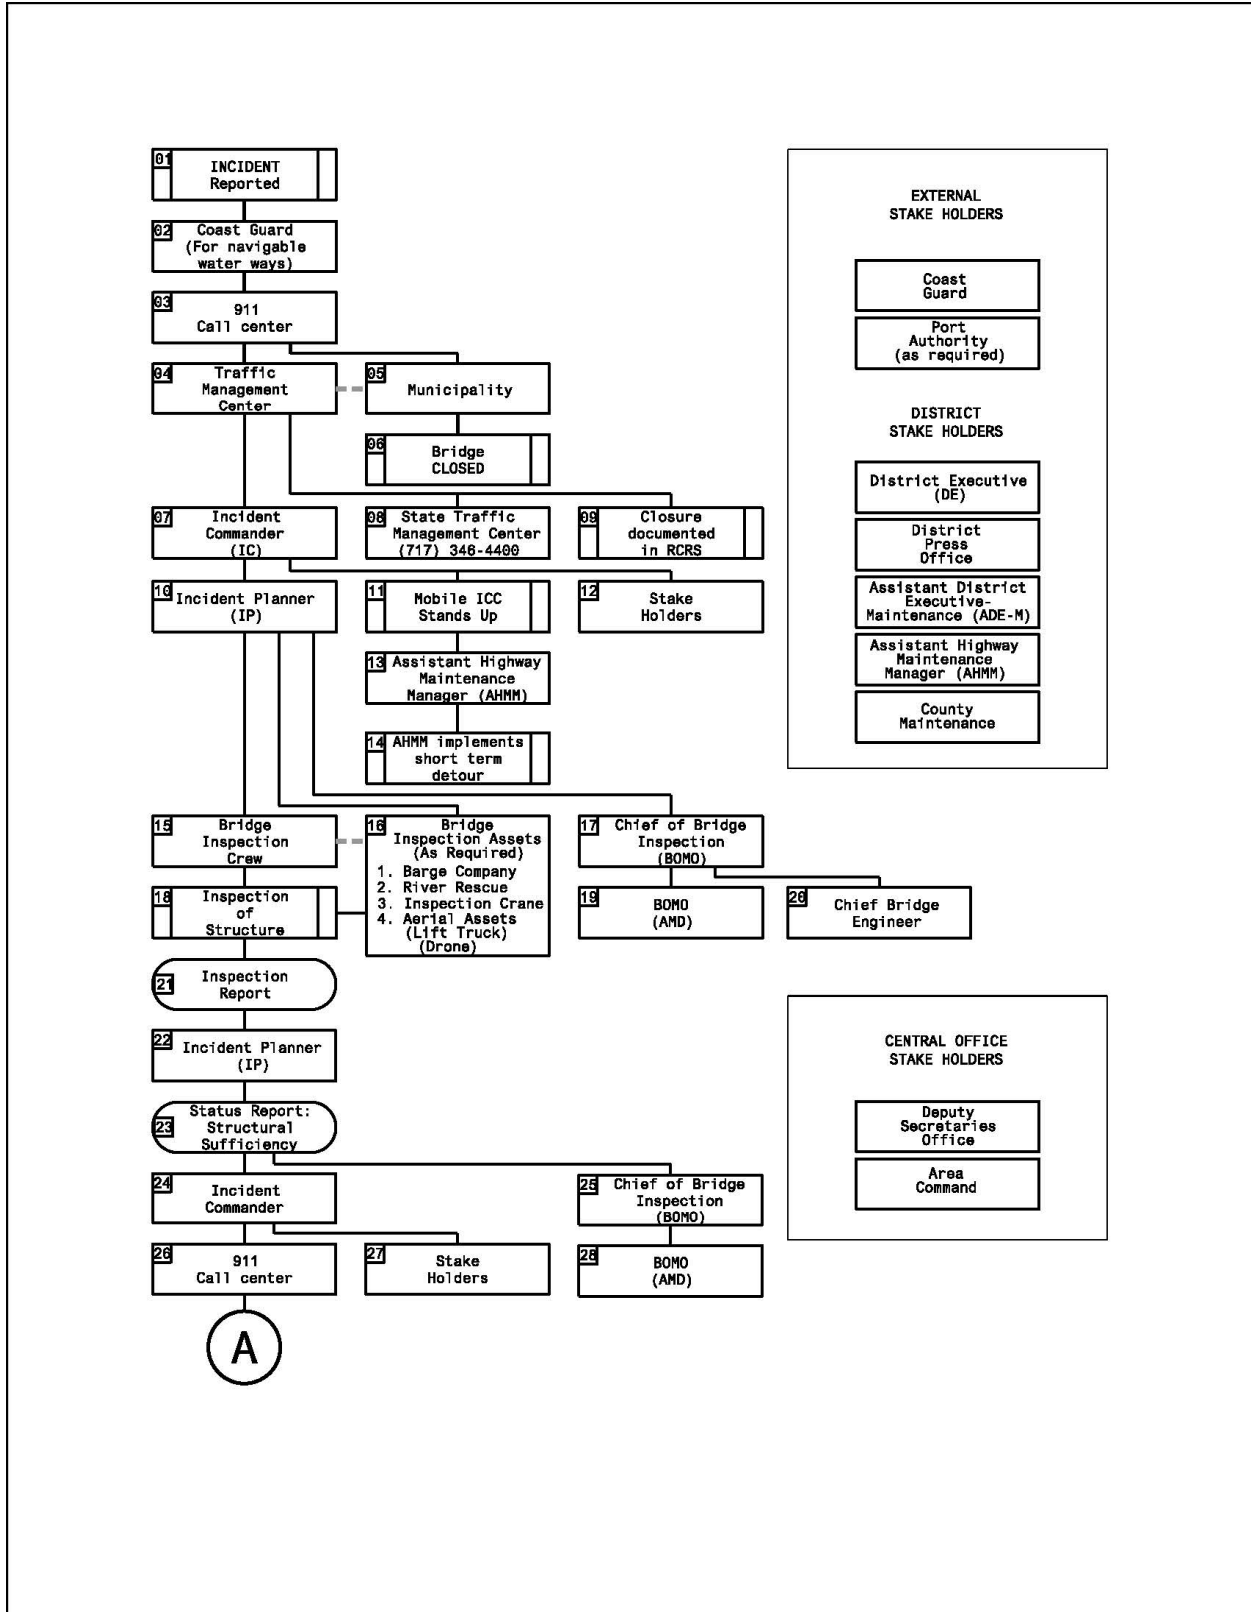 01
INCIDENT
Reported
02
Coast Guard
(For navigable
water ways)
03
911
Call center
04
Traffic
Management
Center
05
Municipality
06
Bridge
CLOSED
07
Incident
Commander
(IC)
08
State Traffic
Management Center
(717) 346-4400
09
Closure
documented
in RCRS
10
Incident Planner
(IP)
11
Mobile ICC
Stands Up
12
Stake
Holders
13
Assistant Highway
Maintenance
Manager (AHMM)
14
AHMM implements
short term
detour
15
Bridge
Inspection
Crew
16
Bridge
Inspection Assets
(As Required)
1. Barge Company
2. River Rescue
3. Inspection Crane
4. Aerial Assets
(Lift Truck)
(Drone)
17
Chief of Bridge
Inspection
(BOMO)
18
Inspection
of
Structure
19
BOMO
(AMD)
20
Chief Bridge
Engineer
21
Inspection
Report
22
Incident Planner
(IP)
23
Status Report:
Structural
Sufficiency
24
Incident
Commander
25
Chief of Bridge
Inspection
(BOMO)
26
911
Call center
27
Stake
Holders
28
BOMO
(AMD)
A
EXTERNAL
STAKE HOLDERS
Coast
Guard
Port
Authority
(as required)
DISTRICT
STAKE HOLDERS
District Executive
(DE)
District
Press
Office
Assistant District
Executive-
Maintenance (ADE-M)
Assistant Highway
Maintenance
Manager (AHMM)
County
Maintenance
CENTRAL OFFICE
STAKE HOLDERS
Deputy
Secretaries
Office
Area
Command